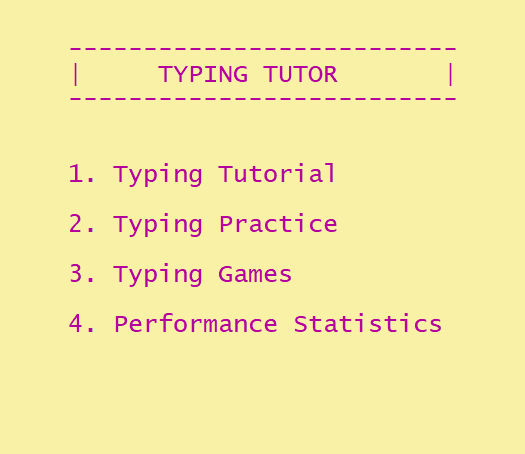 --------------------------
|     TYPING TUTOR       |
--------------------------
1. Typing Tutorial
2. Typing Practice
3. Typing Games
4. Performance Statistics